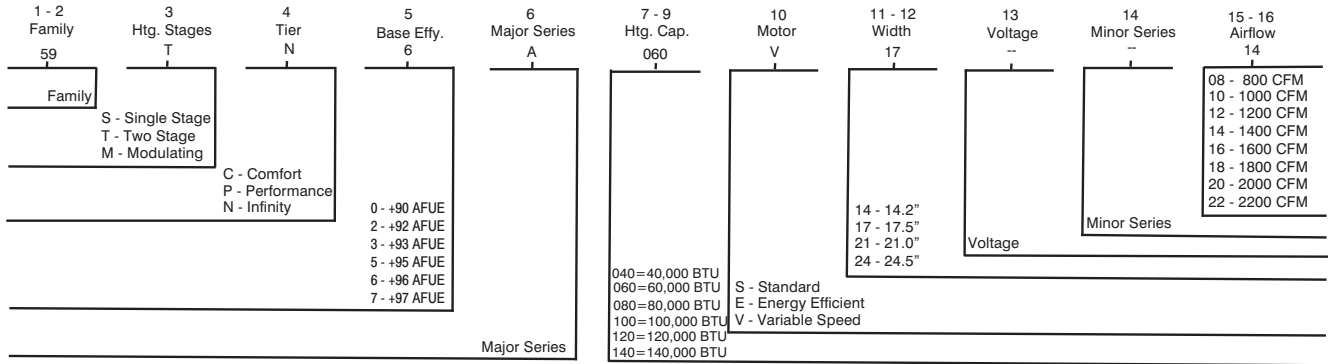 1 - 2
Family
59
3
Htg. Stages
T
4
Tier
N
5
Base Effy.
6
6
Major Series
A
7 - 9
Htg. Cap.
060
10
Motor
V
11 - 12
Width
17
13
Voltage
--
14
Minor Series
--
15 - 16
Airflow
14
Family
S - Single Stage
T - Two Stage
M - Modulating
C - Comfort
P - Performance
N - Infinity
0 - +90 AFUE
2 - +92 AFUE
3 - +93 AFUE
5 - +95 AFUE
6 - +96 AFUE
7 - +97 AFUE
Major Series
040=40,000 BTU
060=60,000 BTU
080=80,000 BTU
100=100,000 BTU
120=120,000 BTU
140=140,000 BTU
S - Standard
E - Energy Efficient
V - Variable Speed
14 - 14.2”
17 - 17.5”
21 - 21.0”
24 - 24.5”
Voltage
Minor Series
08 - 800 CFM
10 - 1000 CFM
12 - 1200 CFM
14 - 1400 CFM
16 - 1600 CFM
18 - 1800 CFM
20 - 2000 CFM
22 - 2200 CFM